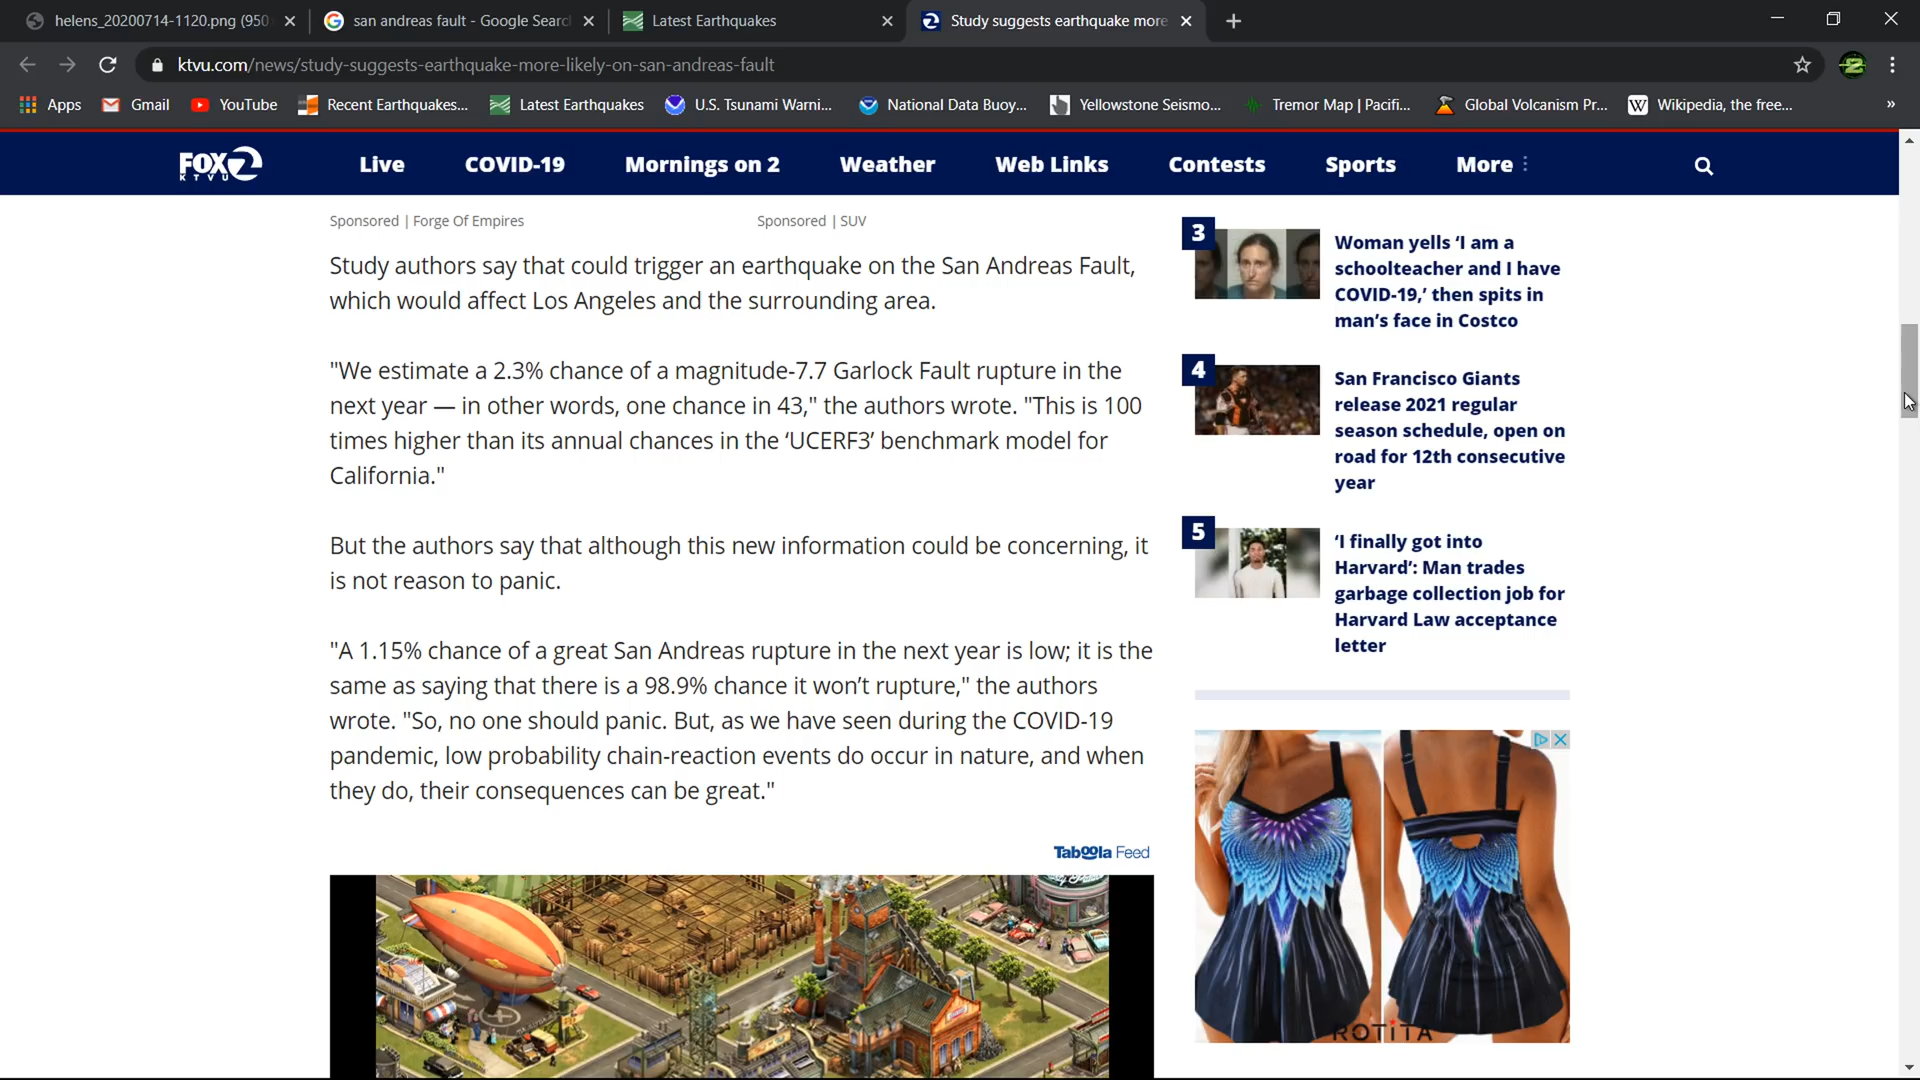 helens_20200714-1120.png (950
san andreas fault - Google Searc
Latest Earthquakes
Study suggests earthquake more
ktvu.com/news/study-suggests-earthquake-more-likely-on-san-andreas-fault
Apps
Gmail
YouTube
Recent Earthquakes...
Latest Earthquakes
U.S. Tsunami Warni...
National Data Buoy...
Yellowstone Seismo...
Tremor Map | Pacifi...
Global Volcanism Pr...
Wikipedia, the free...
»
FOX 2
KTVU
Live
COVID-19
Mornings on 2
Weather
Web Links
Contests
Sports
More
Sponsored | Forge Of Empires
Sponsored | SUV
Study authors say that could trigger an earthquake on the San Andreas Fault,
which would affect Los Angeles and the surrounding area.
"We estimate a 2.3% chance of a magnitude-7.7 Garlock Fault rupture in the
next year — in other words, one chance in 43," the authors wrote. "This is 100
times higher than its annual chances in the ‘UCERF3’ benchmark model for
California."
But the authors say that although this new information could be concerning, it
is not reason to panic.
"A 1.15% chance of a great San Andreas rupture in the next year is low; it is the
same as saying that there is a 98.9% chance it won’t rupture," the authors
wrote. "So, no one should panic. But, as we have seen during the COVID-19
pandemic, low probability chain-reaction events do occur in nature, and when
they do, their consequences can be great."
Taboola Feed
3
Woman yells ‘I am a
schoolteacher and I have
COVID-19,’ then spits in
man’s face in Costco
4
San Francisco Giants
release 2021 regular
season schedule, open on
road for 12th consecutive
year
5
‘I finally got into
Harvard’: Man trades
garbage collection job for
Harvard Law acceptance
letter
ROTITA